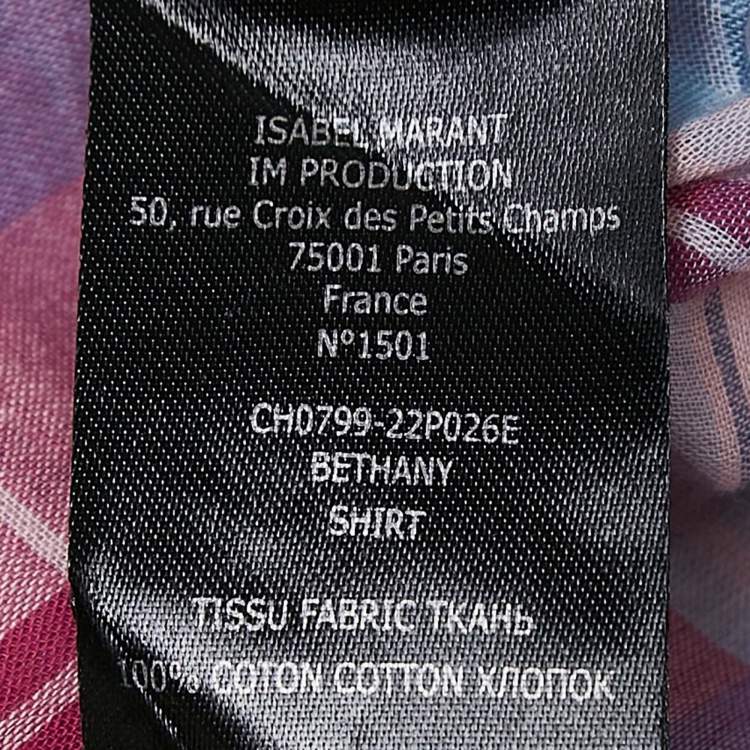 ISABEL MARANT
IM PRODUCTION
50, rue Croix des Petits Champs
75001 Paris
France
N°1501
CH0799-22P026E
BETHANY
SHIRT
TISSU FABRIC ТКАНЬ
100% COTON COTTON ХЛОПОК